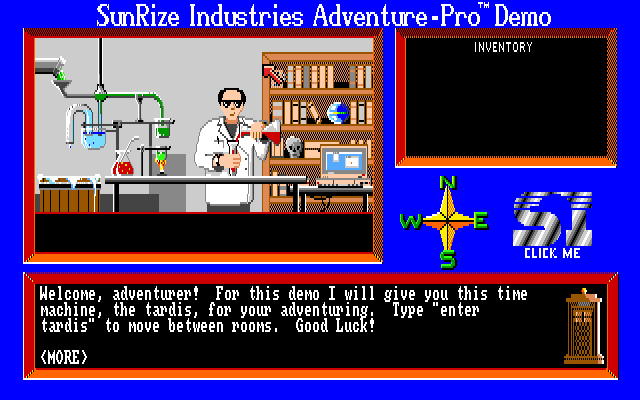 SunRize Industries Adventure-Pro™ Demo
INVENTORY
N
W E
S
SI
CLICK ME
Welcome, adventurer! For this demo I will give you this time
machine, the tardis, for your adventuring. Type "enter
tardis" to move between rooms. Good Luck!
<MORE>